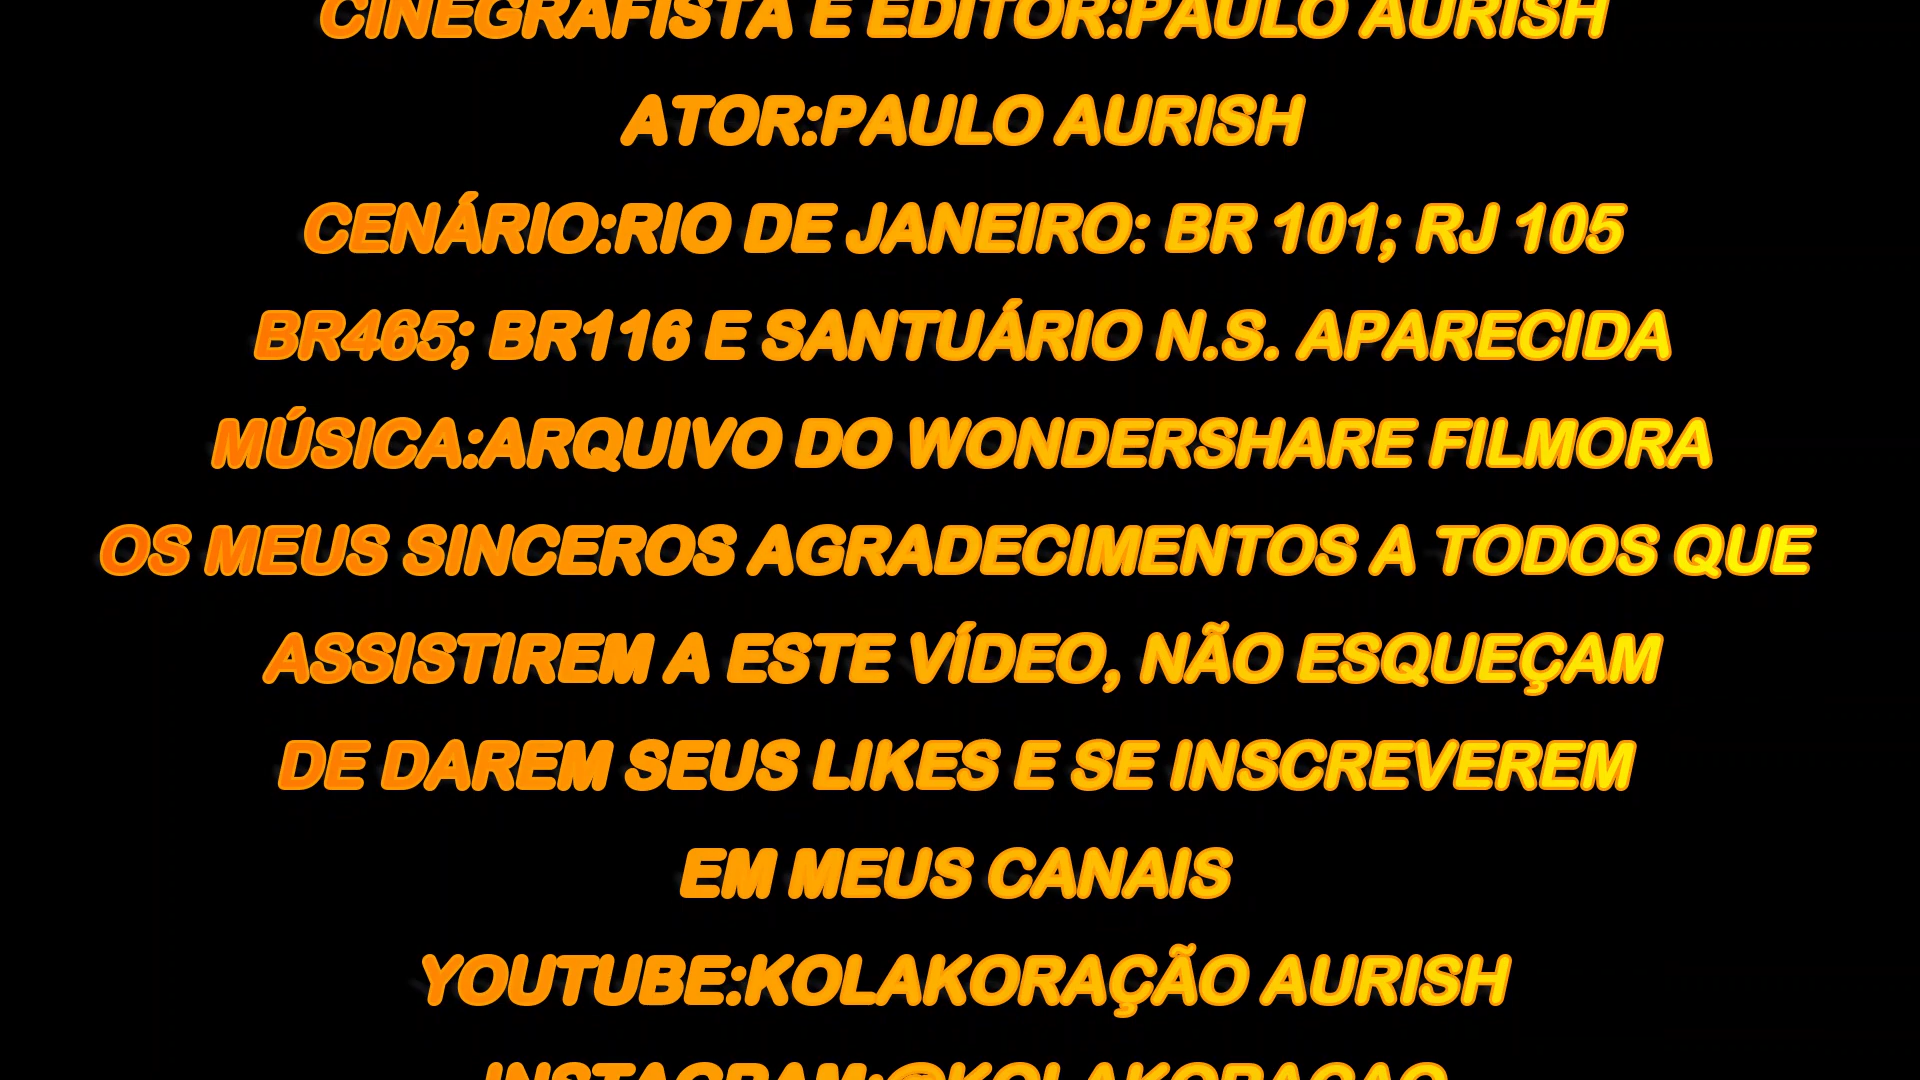 CINEGRAFISTA E EDITOR:PAULO AURISH
ATOR:PAULO AURISH
CENÁRIO:RIO DE JANEIRO: BR 101; RJ 105
BR465; BR116 E SANTUÁRIO N.S. APARECIDA
MÚSICA:ARQUIVO DO WONDERSHARE FILMORA
OS MEUS SINCEROS AGRADECIMENTOS A TODOS QUE
ASSISTIREM A ESTE VÍDEO, NÃO ESQUEÇAM
DE DAREM SEUS LIKES E SE INSCREVEREM
EM MEUS CANAIS
YOUTUBE:KOLAKORAÇÃO AURISH
INSTAGRAM:@KOLAKORACAO